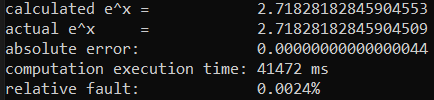 calculated e^x =          2.71828182845904553
actual e^x     =          2.71828182845904509
absolute error:           0.00000000000000044
computation execution time: 41472 ms
relative fault:           0.0024%